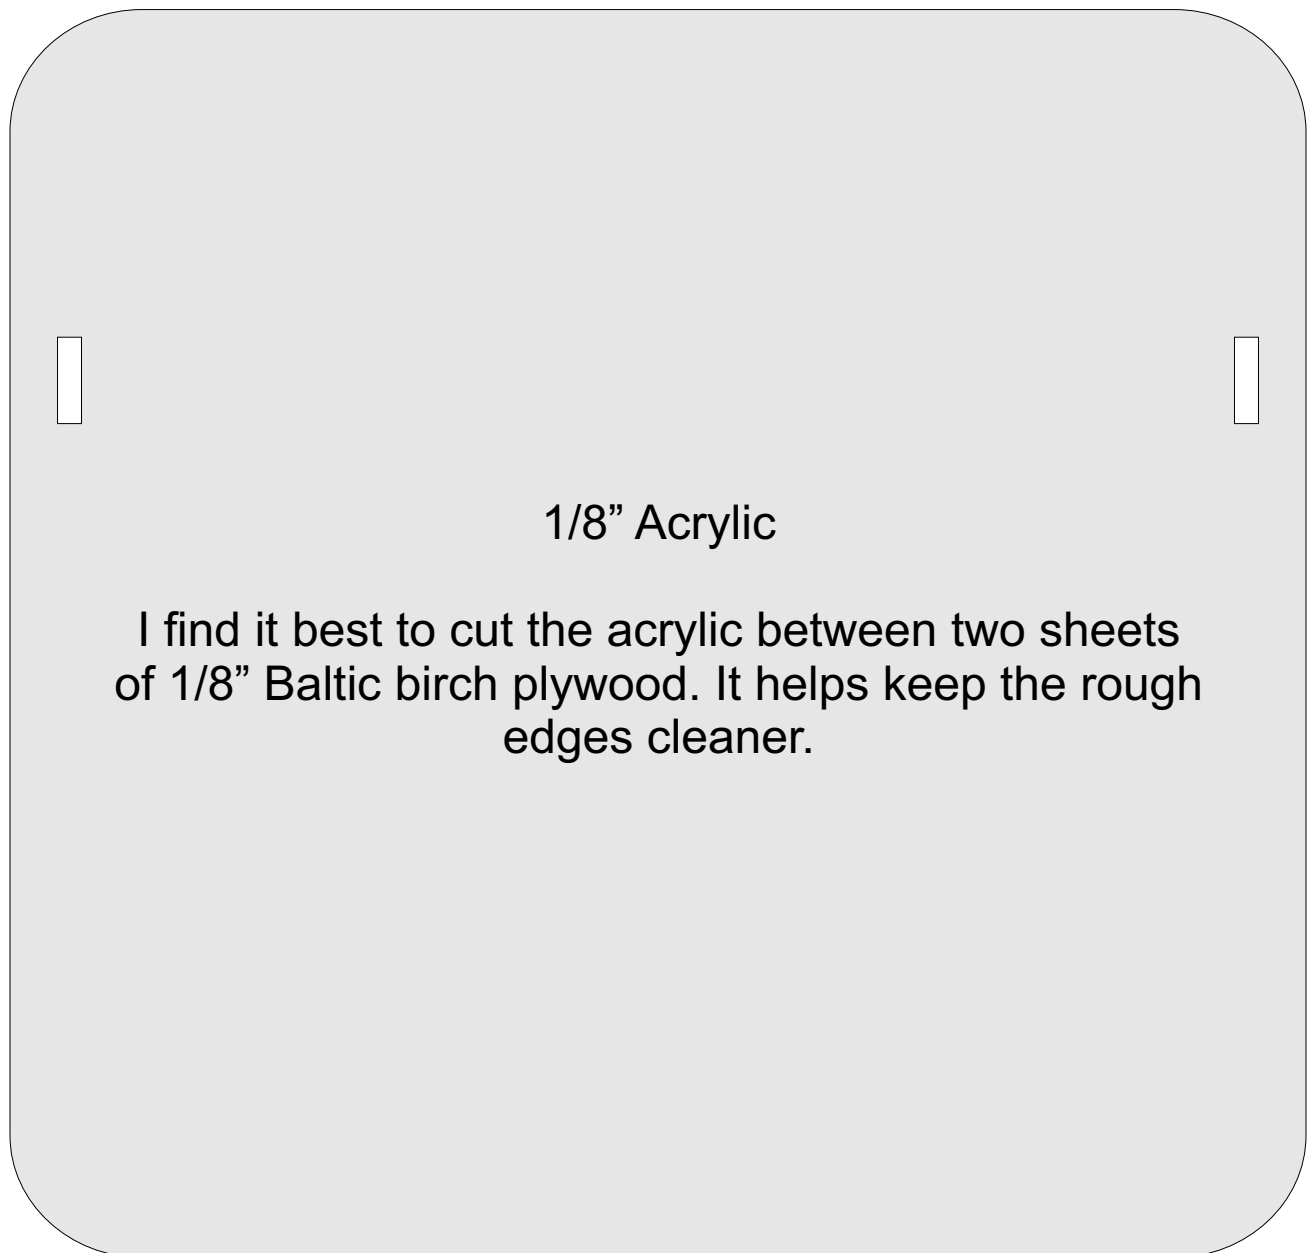 1/8” Acrylic
I find it best to cut the acrylic between two sheets
of 1/8” Baltic birch plywood. It helps keep the rough
edges cleaner.